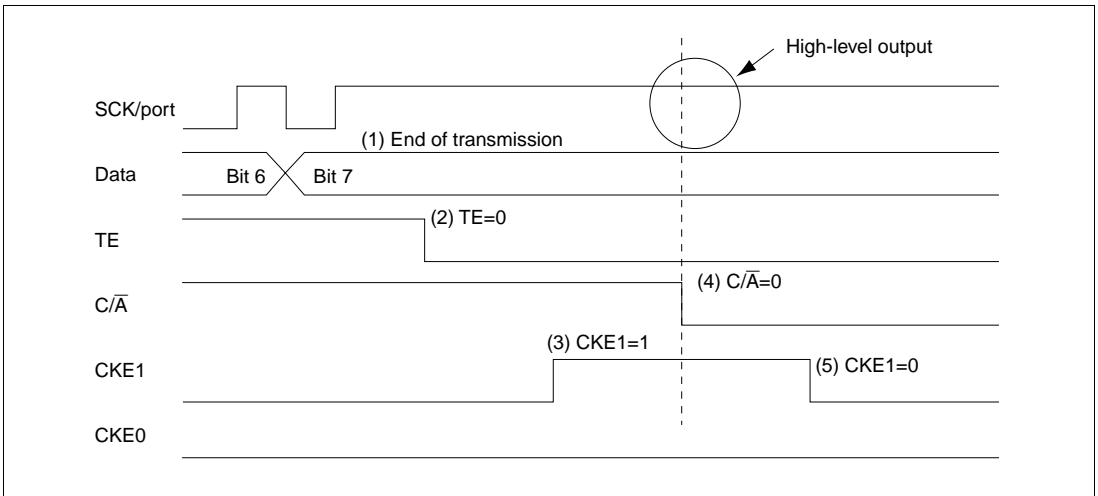 High-level output
SCK/port
(1) End of transmission
Data
Bit 6
Bit 7
(2) TE=0
TE
(4) C/A̅=0
C/A̅
(3) CKE1=1
CKE1
(5) CKE1=0
CKE0